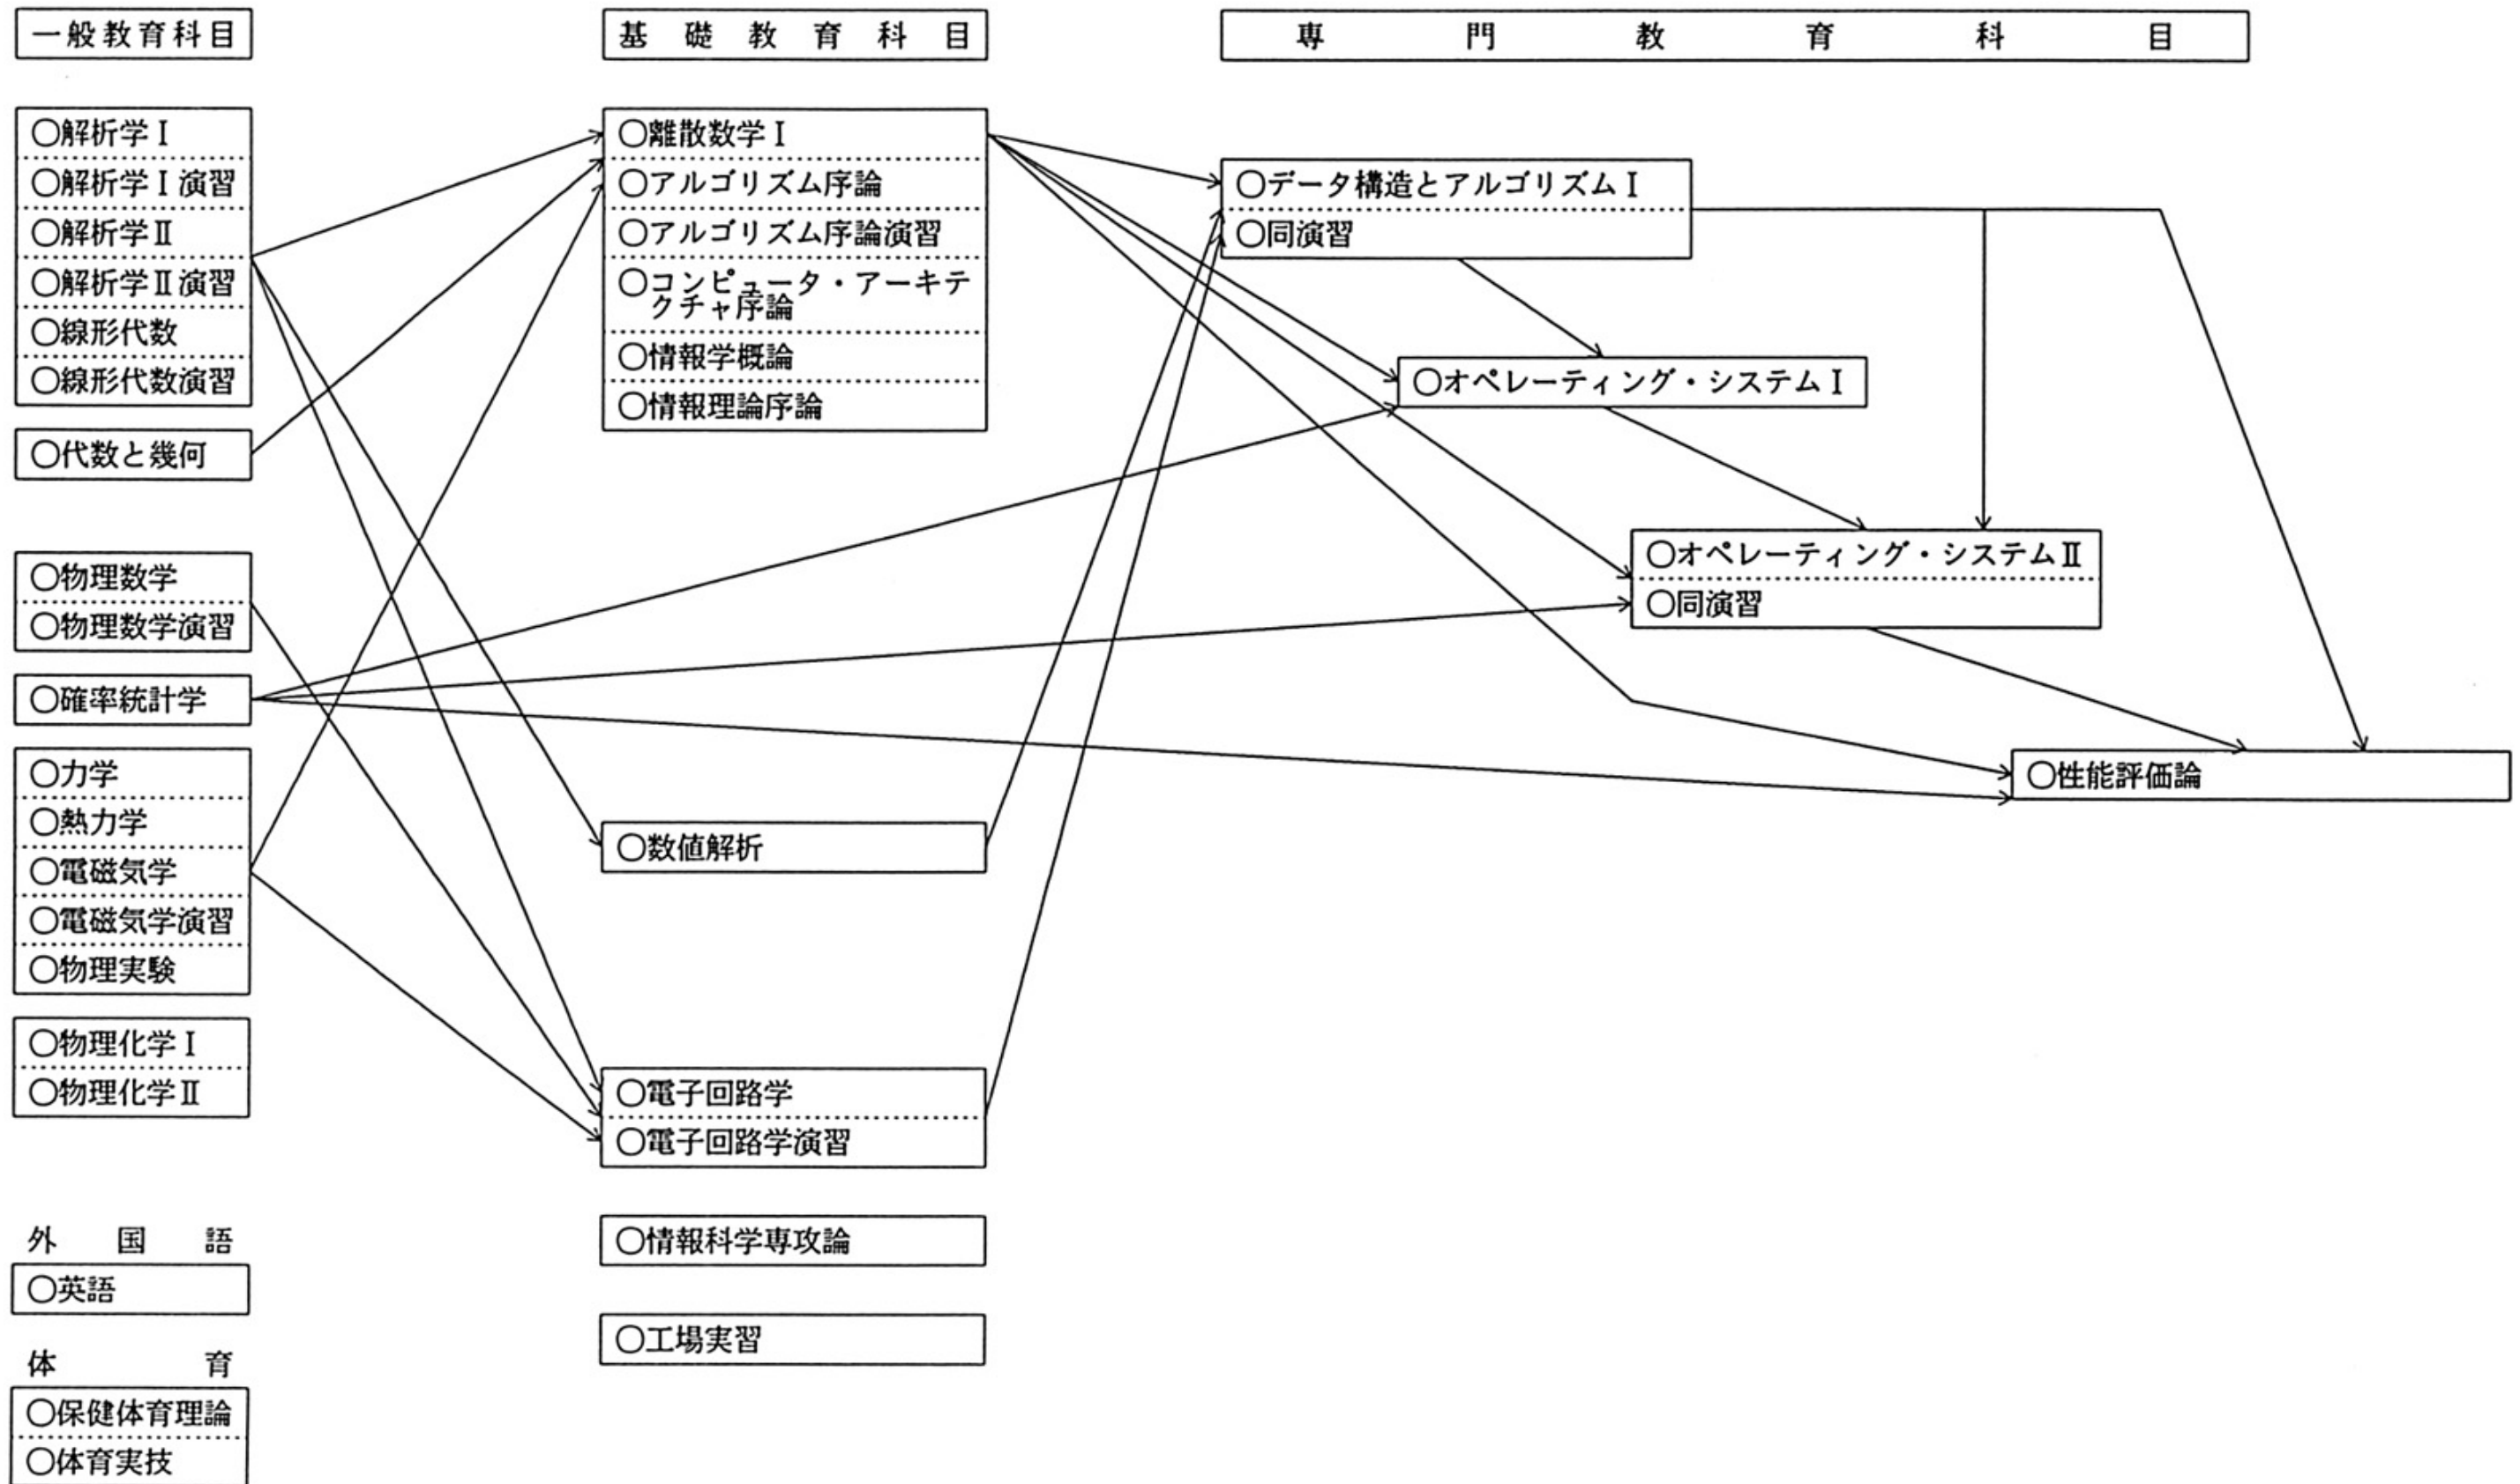 一般教育科目
○解析学Ⅰ
○解析学Ⅰ演習
○解析学Ⅱ
○解析学Ⅱ演習
○線形代数
○線形代数演習
○代数と幾何
○物理数学
○物理数学演習
○確率統計学
○力学
○熱力学
○電磁気学
○電磁気学演習
○物理実験
○物理化学Ⅰ
○物理化学Ⅱ
外国語
○英語
体育
○保健体育理論
○体育実技
基礎教育科目
○離散数学Ⅰ
○アルゴリズム序論
○アルゴリズム序論演習
○コンピュータ・アーキテ
クチャ序論
○情報学概論
○情報理論序論
○数値解析
○電子回路学
○電子回路学演習
○情報科学専攻論
○工場実習
専門教育科目
○データ構造とアルゴリズムⅠ
○同演習
○オペレーティング・システムⅠ
○オペレーティング・システムⅡ
○同演習
○性能評価論